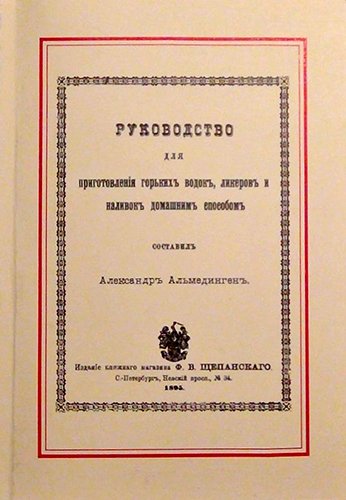 РУКОВОДСТВО
ДЛЯ
приготовленія горькихъ водокъ, ликеровъ и
наливокъ домашнимъ способомъ
СОСТАВИЛЪ
Александръ Альмедингенъ.
Изданіе книжнаго магазина Ф. В. ЩЕПАНСКАГО.
С.-Петербургъ, Невскій просп., № 34.
1895.